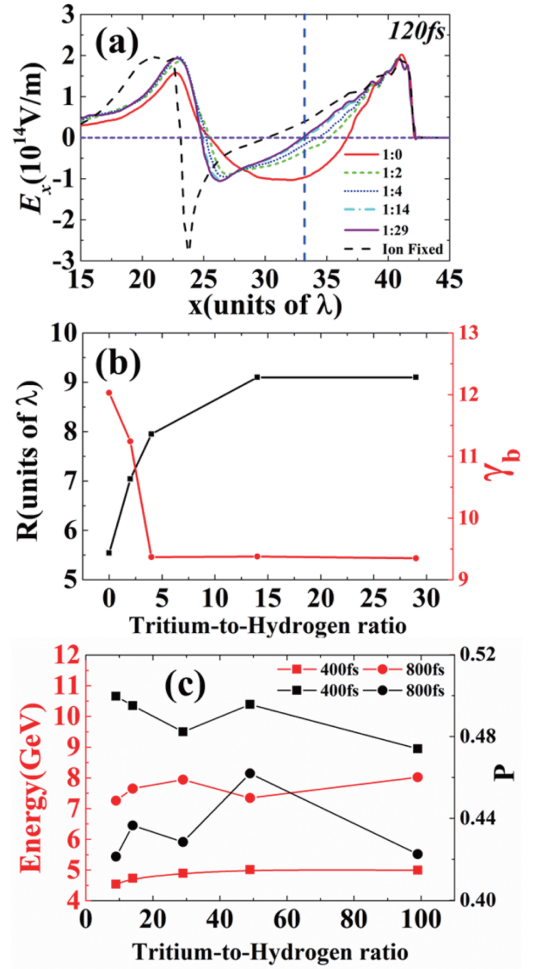 (a)
120fs
3
2
1
0
-1
-2
-3
Eₓ(10¹⁴V/m)
1:0
1:2
1:4
1:14
1:29
Ion Fixed
15 20 25 30 35 40 45
x(units of λ)
(b)
10
9
8
7
6
5
R(units of λ)
13
12
11
10
9
γ_b
0 5 10 15 20 25 30
Tritium-to-Hydrogen ratio
(c)
400fs 800fs
400fs 800fs
12
11
10
9
8
7
6
5
4
Energy(GeV)
0.52
0.48
0.44
0.40
P
0 20 40 60 80 100
Tritium-to-Hydrogen ratio